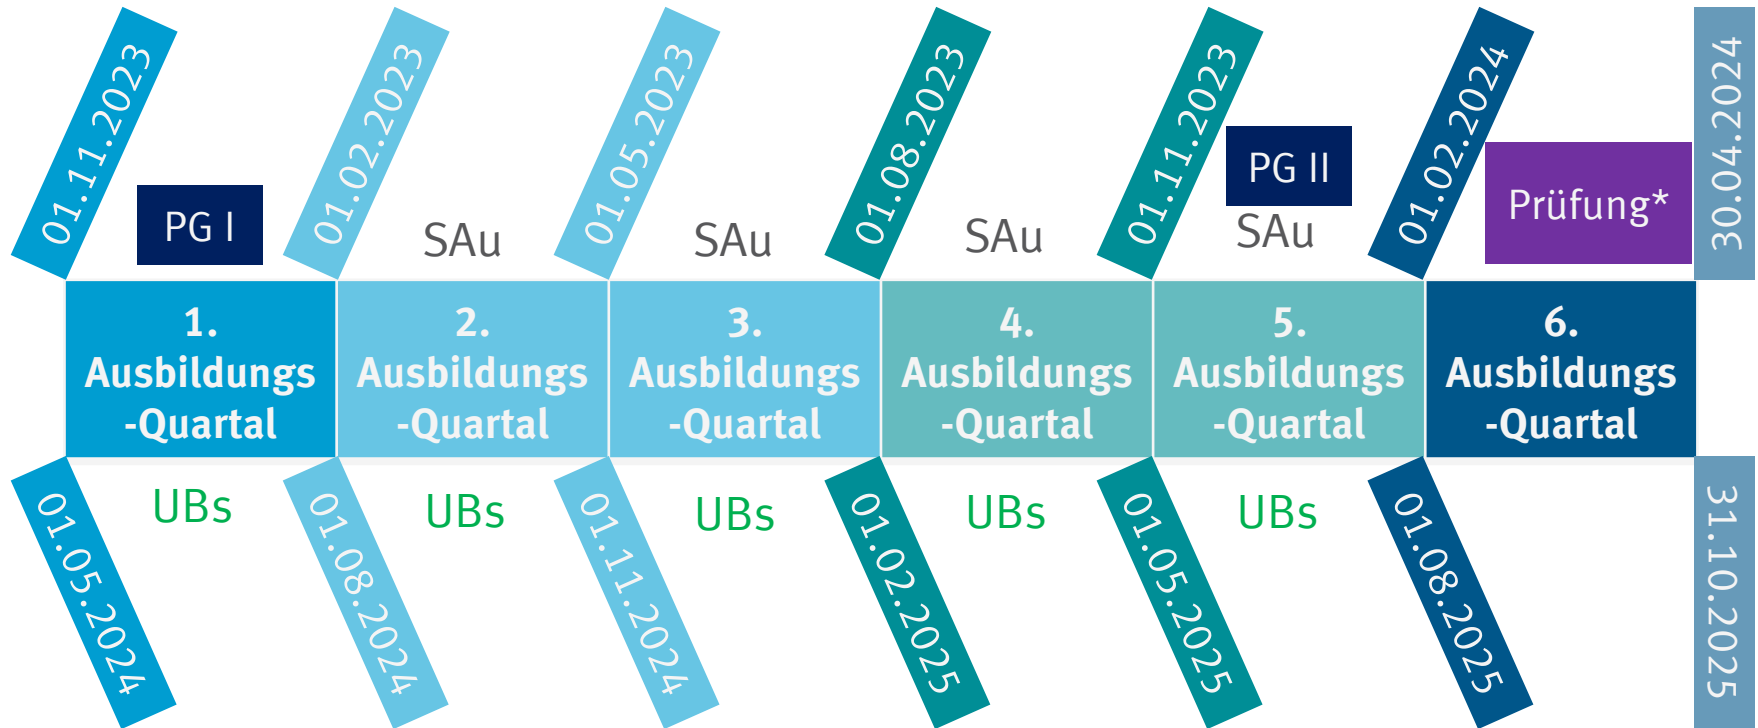 01.11.2023
01.02.2023
01.05.2023
01.08.2023
01.11.2023
01.02.2024
30.04.2024
PG I
SAu
SAu
SAu
PG II
SAu
Prüfung*
1.
Ausbildungs
-Quartal
2.
Ausbildungs
-Quartal
3.
Ausbildungs
-Quartal
4.
Ausbildungs
-Quartal
5.
Ausbildungs
-Quartal
6.
Ausbildungs
-Quartal
UBs
UBs
UBs
UBs
UBs
01.05.2024
01.08.2024
01.11.2024
01.02.2025
01.05.2025
01.08.2025
31.10.2025